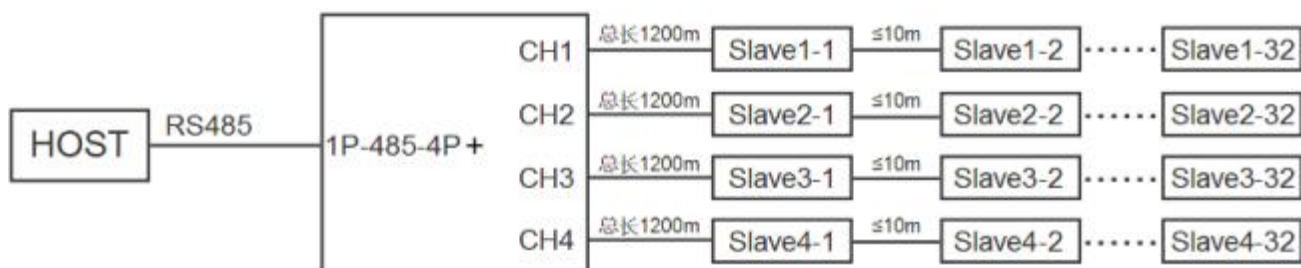 CH1 总长1200m Slave1-1 ≤10m Slave1-2 ······ Slave1-32
CH2 总长1200m Slave2-1 ≤10m Slave2-2 ······ Slave2-32
HOST RS485 1P-485-4P+
CH3 总长1200m Slave3-1 ≤10m Slave3-2 ······ Slave3-32
CH4 总长1200m Slave4-1 ≤10m Slave4-2 ······ Slave4-32